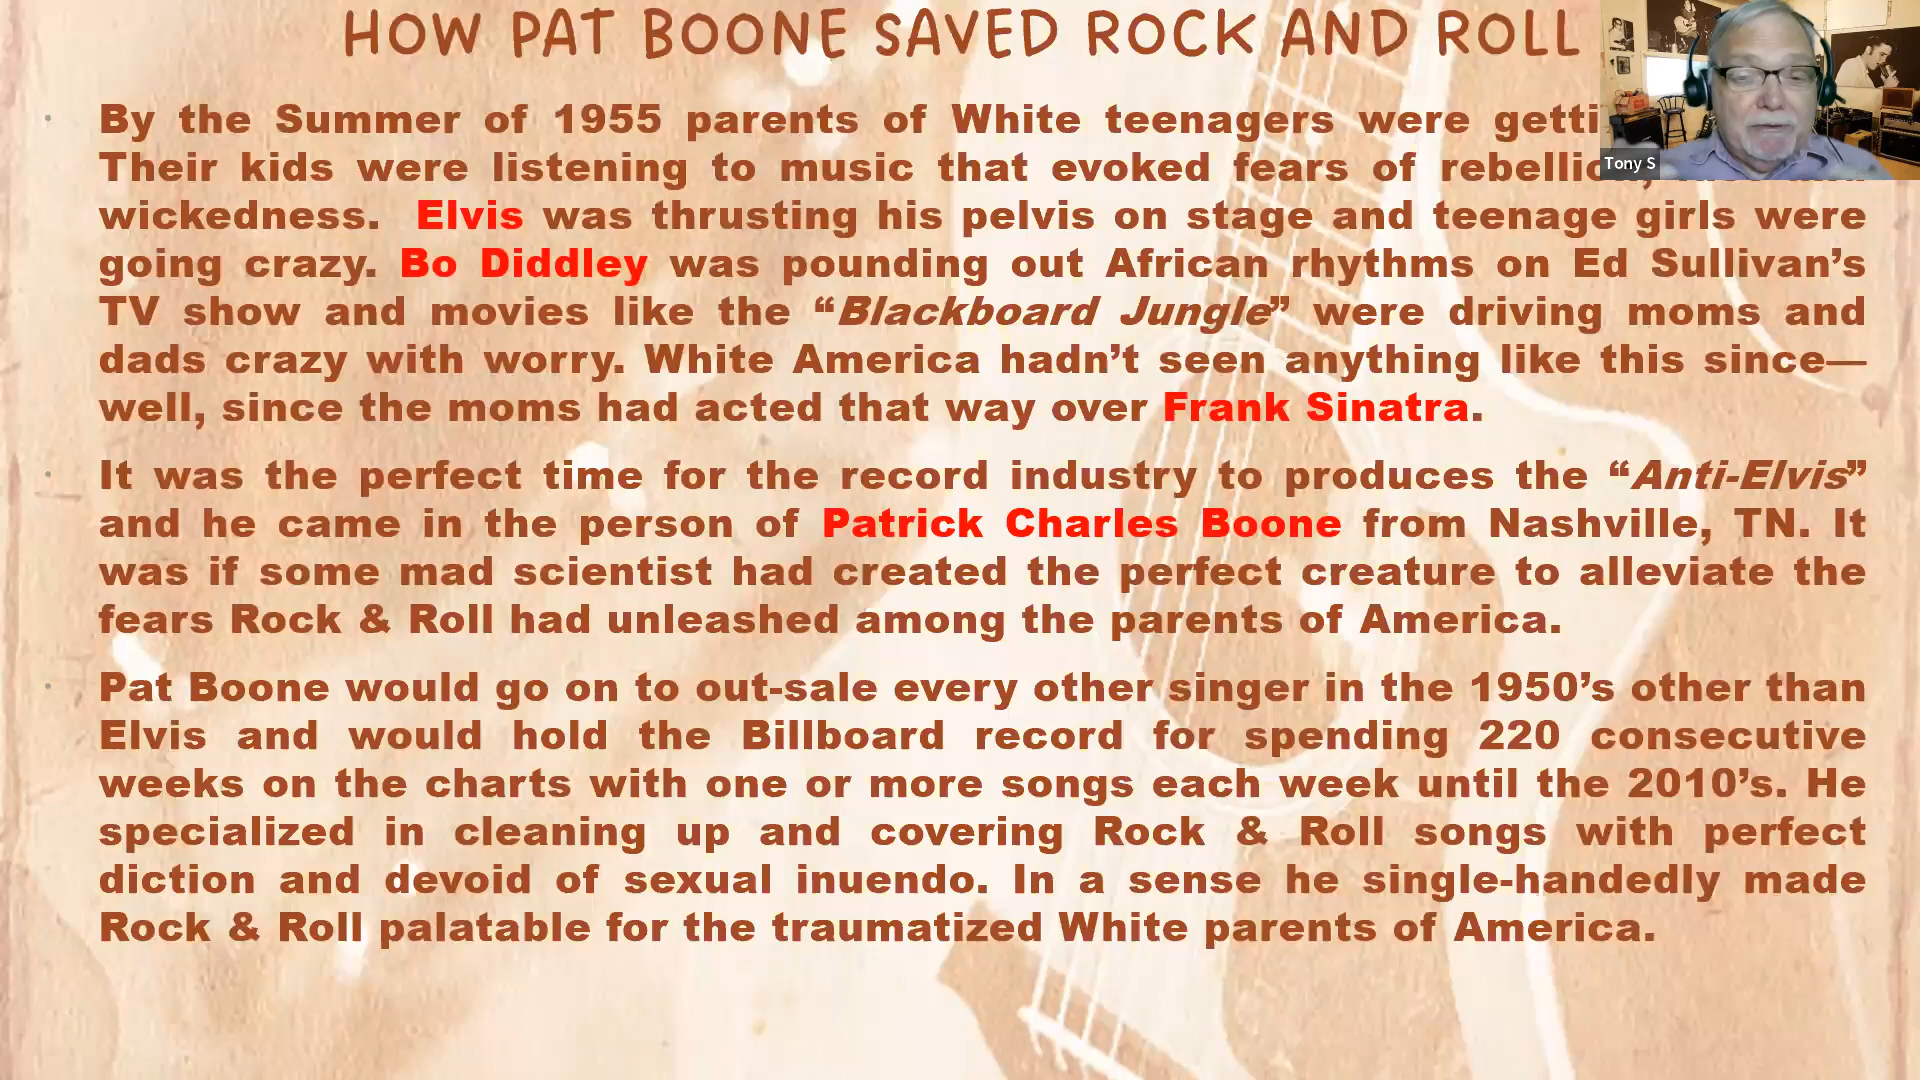 HOW PAT BOONE SAVED ROCK AND ROLL
Tony S
By the Summer of 1955 parents of White teenagers were getti
Their kids were listening to music that evoked fears of rebellio
wickedness. Elvis was thrusting his pelvis on stage and teenage girls were
going crazy. Bo Diddley was pounding out African rhythms on Ed Sullivan’s
TV show and movies like the “Blackboard Jungle” were driving moms and
dads crazy with worry. White America hadn’t seen anything like this since—
well, since the moms had acted that way over Frank Sinatra.
It was the perfect time for the record industry to produces the “Anti-Elvis”
and he came in the person of Patrick Charles Boone from Nashville, TN. It
was if some mad scientist had created the perfect creature to alleviate the
fears Rock & Roll had unleashed among the parents of America.
Pat Boone would go on to out-sale every other singer in the 1950’s other than
Elvis and would hold the Billboard record for spending 220 consecutive
weeks on the charts with one or more songs each week until the 2010’s. He
specialized in cleaning up and covering Rock & Roll songs with perfect
diction and devoid of sexual inuendo. In a sense he single-handedly made
Rock & Roll palatable for the traumatized White parents of America.